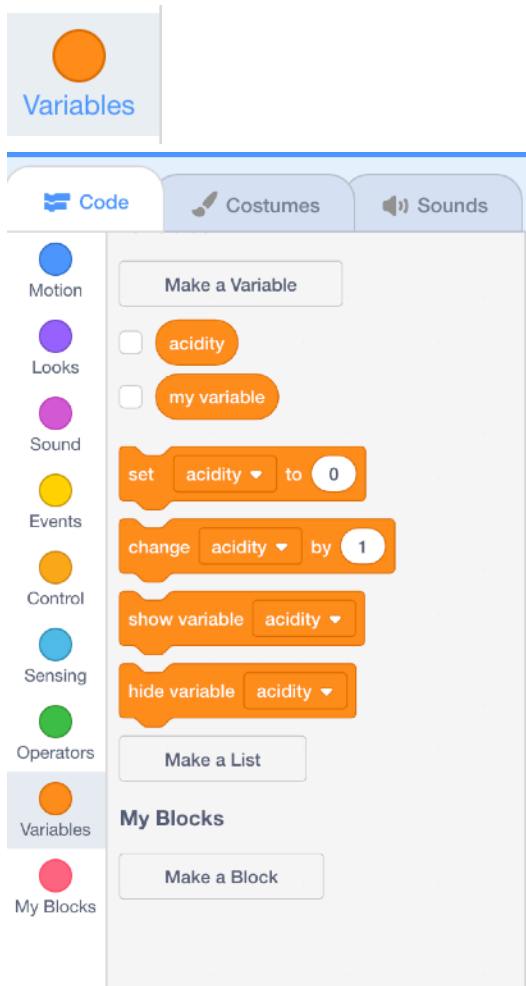 Variables
Code
Costumes
Sounds
Motion
Looks
Sound
Events
Control
Sensing
Operators
Variables
My Blocks
Make a Variable
acidity
my variable
set acidity to 0
change acidity by 1
show variable acidity
hide variable acidity
Make a List
My Blocks
Make a Block